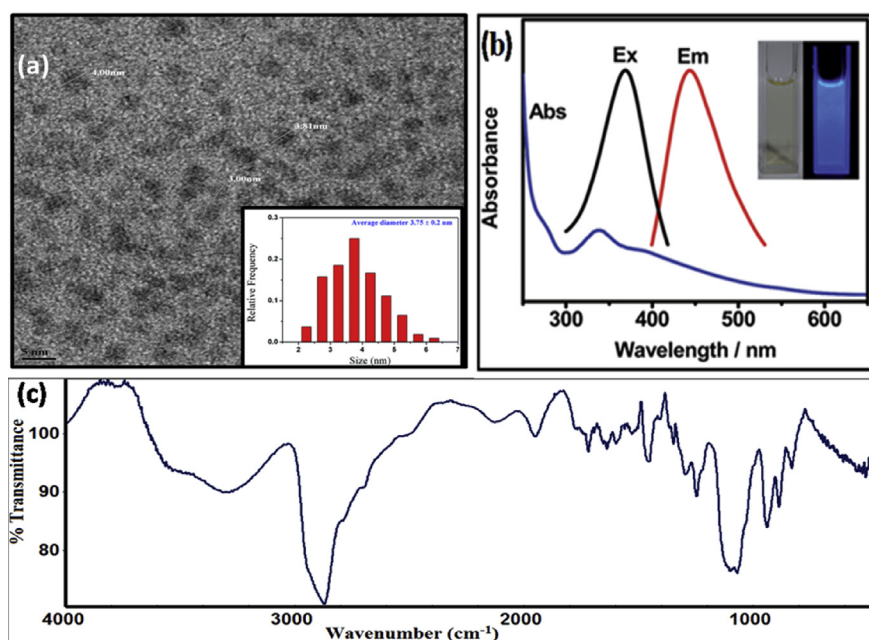 (a)
4.00nm
3.81nm
3.00nm
5 nm
Average diameter 3.75 ± 0.2 nm
0.3
0.2
0.1
0.0
Relative Frequency
2 3 4 5 6 7
Size (nm)
(b)
Ex Em
Abs
Absorbance
300 400 500 600
Wavelength / nm
(c)
100
90
80
70
% Transmittance
4000 3000 2000 1000
Wavenumber (cm⁻¹)